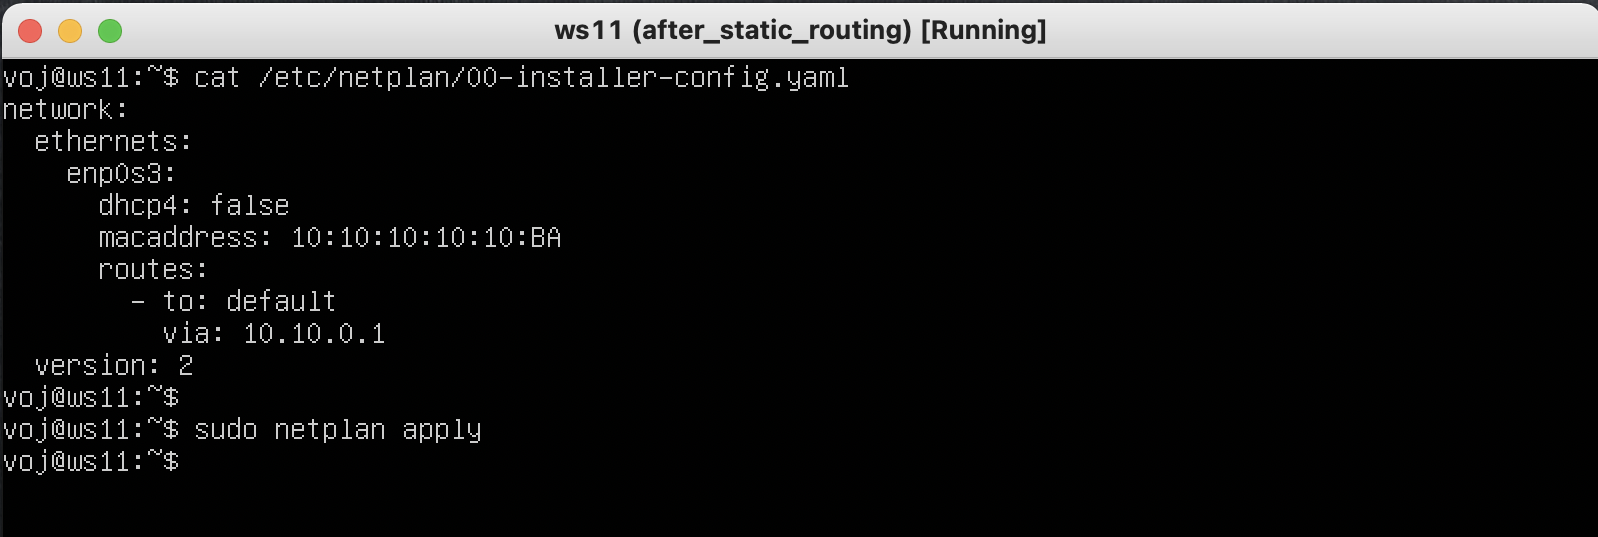 ws11 (after_static_routing) [Running]
voj@ws11:~$ cat /etc/netplan/00-installer-config.yaml
network:
  ethernets:
    enp0s3:
      dhcp4: false
      macaddress: 10:10:10:10:10:BA
      routes:
        - to: default
          via: 10.10.0.1
  version: 2
voj@ws11:~$
voj@ws11:~$ sudo netplan apply
voj@ws11:~$